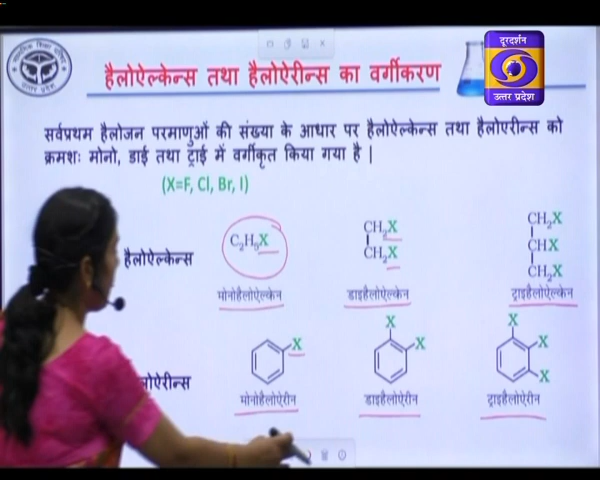 दूरदर्शन
उत्तर प्रदेश
हैलोऐल्केन्स तथा हैलोऐरीन्स का वर्गीकरण
सर्वप्रथम हैलोजन परमाणुओं की संख्या के आधार पर हैलोऐल्केन्स तथा हैलोएरीन्स को
क्रमशः मोनो, डाई तथा ट्राई में वर्गीकृत किया गया है |
(X=F, Cl, Br, I)
हैलोऐल्केन्स
C₂H₅X
CH₂X
CH₂X
CH₂X
CHX
CH₂X
मोनोहैलोऐल्केन
डाइहैलोऐल्केन
ट्राइहैलोऐल्केन
लोऐरीन्स
X
X
X
X
X
X
मोनोहैलोऐरीन
डाइहैलोऐरीन
ट्राइहैलोऐरीन